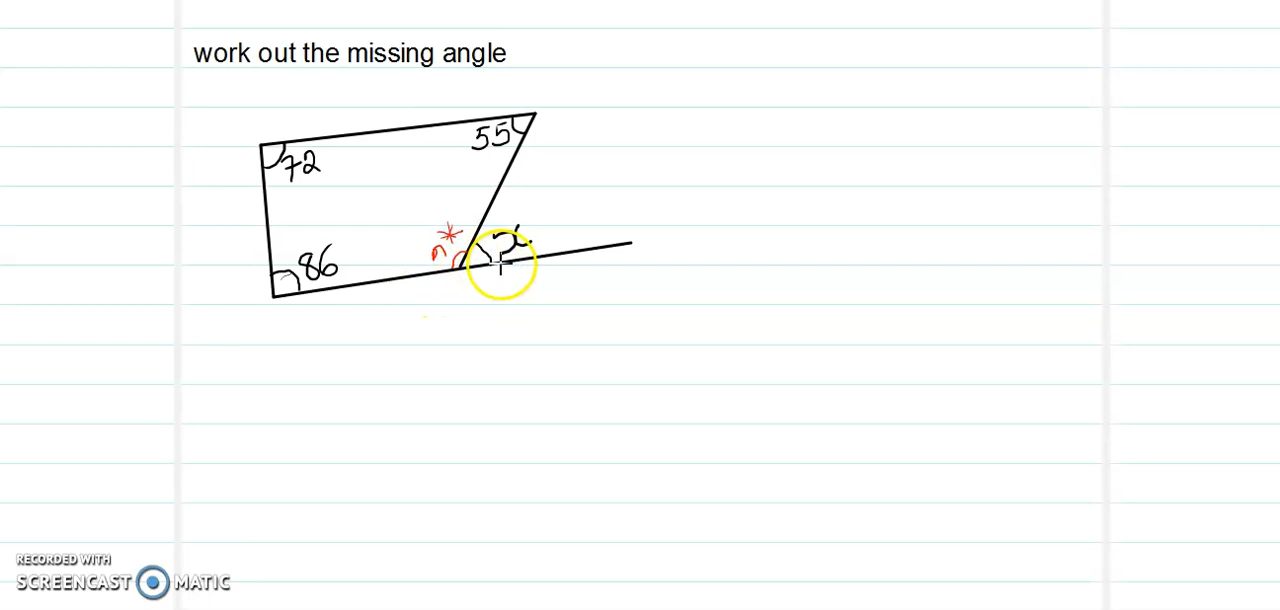 work out the missing angle
55
72
*
n
x
86
RECORDED WITH
SCREENCAST MATIC